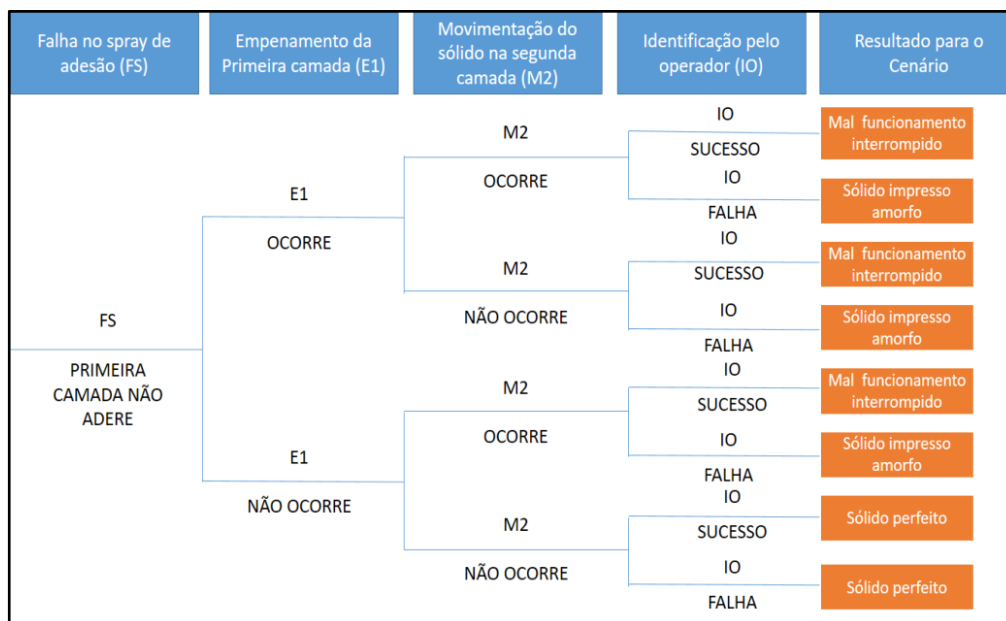 Falha no spray de
adesão (FS)
Empenamento da
Primeira camada (E1)
Movimentação do
sólido na segunda
camada (M2)
Identificação pelo
operador (IO)
Resultado para o
Cenário
FS
PRIMEIRA
CAMADA NÃO
ADERE
E1
OCORRE
E1
NÃO OCORRE
M2
OCORRE
M2
NÃO OCORRE
M2
OCORRE
M2
NÃO OCORRE
IO
SUCESSO
IO
FALHA
IO
SUCESSO
IO
FALHA
IO
SUCESSO
IO
FALHA
IO
SUCESSO
IO
FALHA
Mal funcionamento
interrompido
Sólido impresso
amorfo
Mal funcionamento
interrompido
Sólido impresso
amorfo
Mal funcionamento
interrompido
Sólido impresso
amorfo
Sólido perfeito
Sólido perfeito